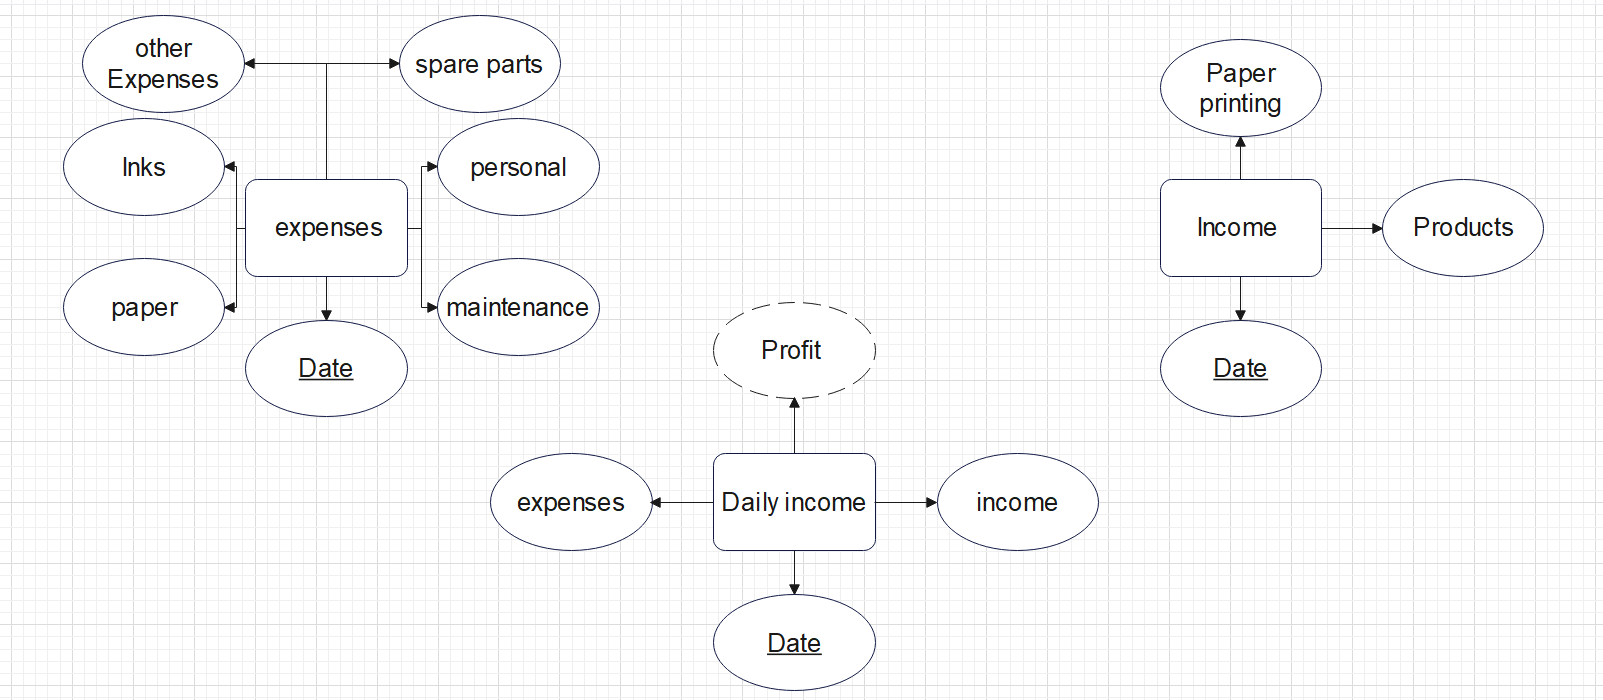 other
Expenses
spare parts
Inks
personal
expenses
paper
maintenance
Date
Paper
printing
Income
Products
Date
Profit
expenses
Daily income
income
Date